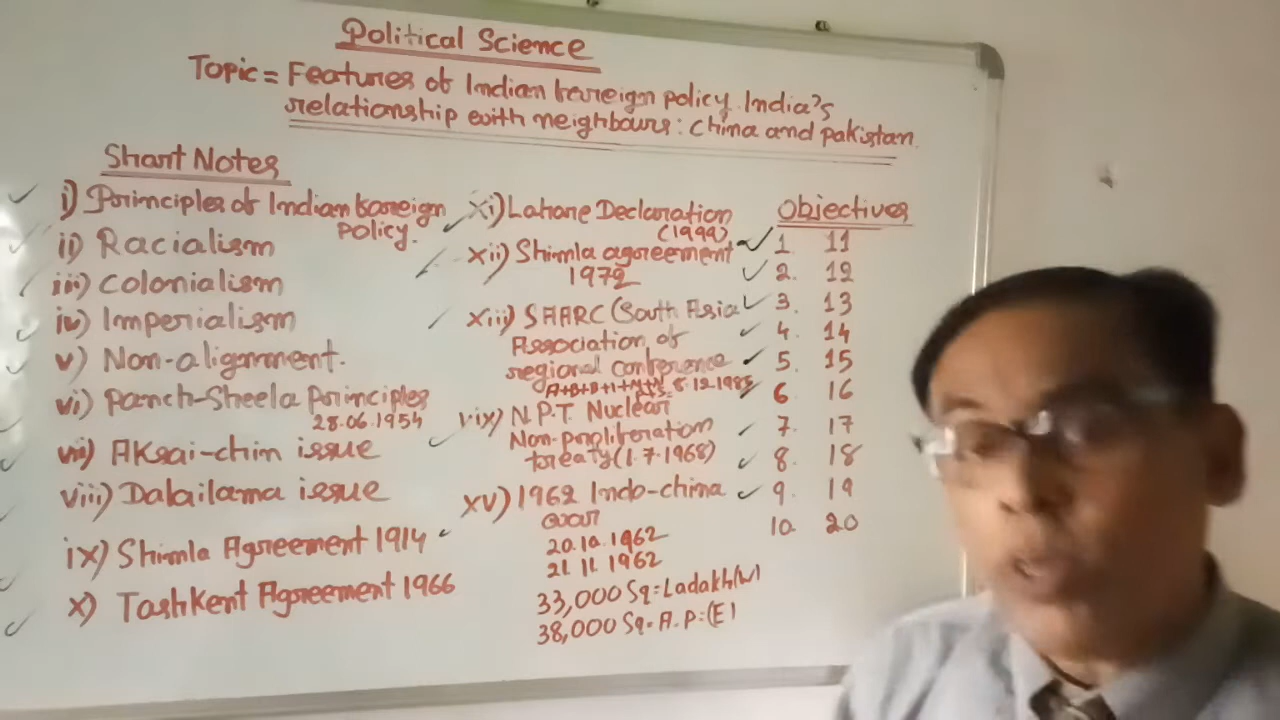 Political Science
Topic = Features of Indian foreign policy. India's
relationship with neighbours: China and pakistan.
Short Notes
i) Principles of Indian foreign
policy.
ii) Racialism
iii) Colonialism
iv) Imperialism
v) Non-alignment.
vi) Panch-Sheela Principles
28.06.1954
vii) Aksai-chin issue
viii) Dalailama issue
ix) Shimla Agreement 1914
x) Tashkent Agreement 1966
xi) Lahore Declaration
(1999)
xii) Shimla agreement
1972
xiii) SAARC (South Asia
Association of
regional conference
8.12.1985
vix) N.P.T. Nuclear
Non-proliferation
treaty (1.7.1968)
xv) 1962 Indo-china
war
20.10.1962
21.11.1962
33,000 Sq = Ladakh(W)
38,000 Sq = A.P:(E)
Objectives
1. 11
2. 12
3. 13
4. 14
5. 15
6 16
7. 17
8. 18
9. 19
10. 20